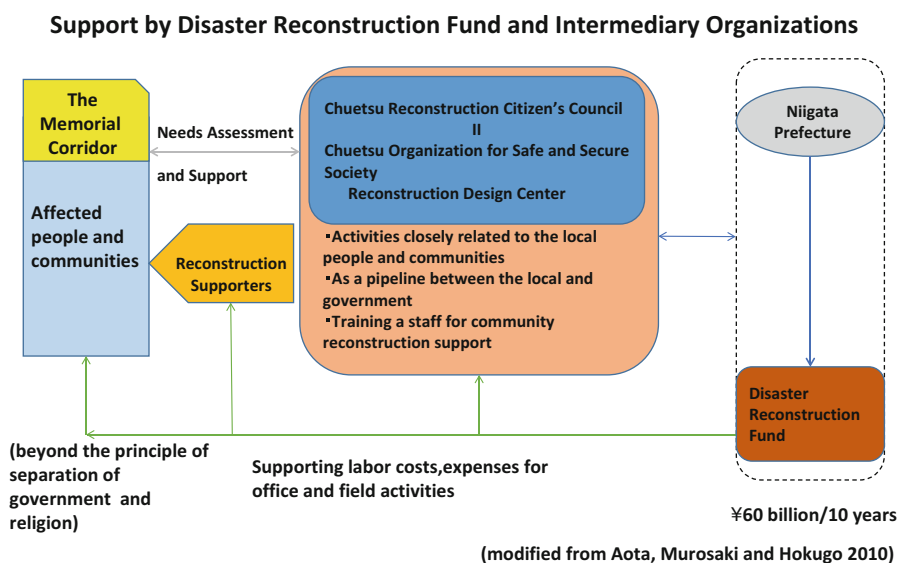 Support by Disaster Reconstruction Fund and Intermediary Organizations
The
Memorial
Corridor
Affected
people and
communities
Needs Assessment
and Support
Reconstruction
Supporters
Chuetsu Reconstruction Citizen's Council
II
Chuetsu Organization for Safe and Secure
Society
Reconstruction Design Center
･Activities closely related to the local
people and communities
･As a pipeline between the local and
government
･Training a staff for community
reconstruction support
Niigata
Prefecture
Disaster
Reconstruction
Fund
(beyond the principle of
separation of
government and
religion)
Supporting labor costs,expenses for
office and field activities
¥60 billion/10 years
(modified from Aota, Murosaki and Hokugo 2010)